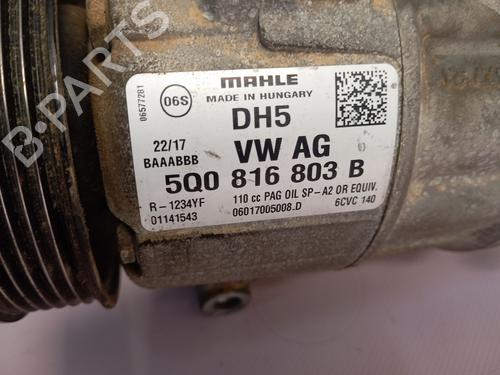 B-PARTS
06577281
06S
MAHLE
MADE IN HUNGARY
DH5
22/17
BAAABBB
VW AG
5Q0 816 803 B
R-1234YF
110 cc PAG OIL SP-A2 OR EQUIV.
01141543
06017005008.D
6CVC 140